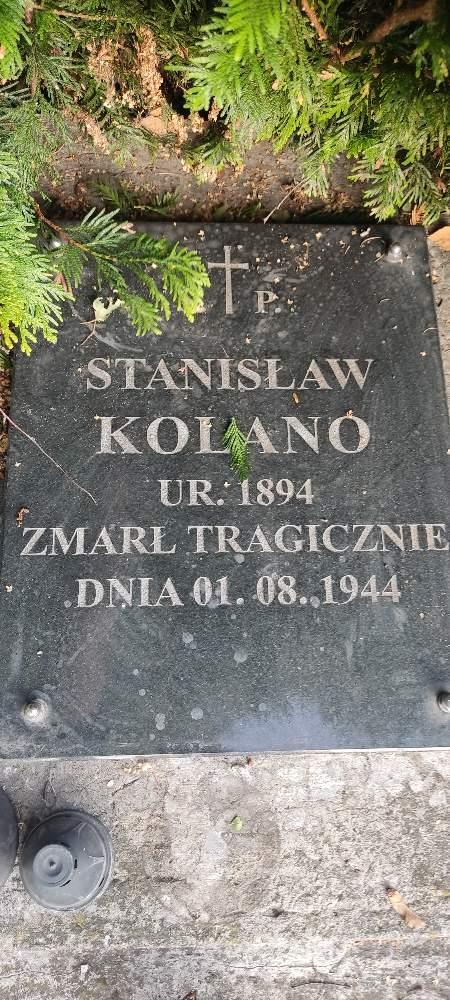 P.
STANISŁAW
KOLANO
UR. 1894
ZMARŁ TRAGICZNIE
DNIA 01. 08. 1944